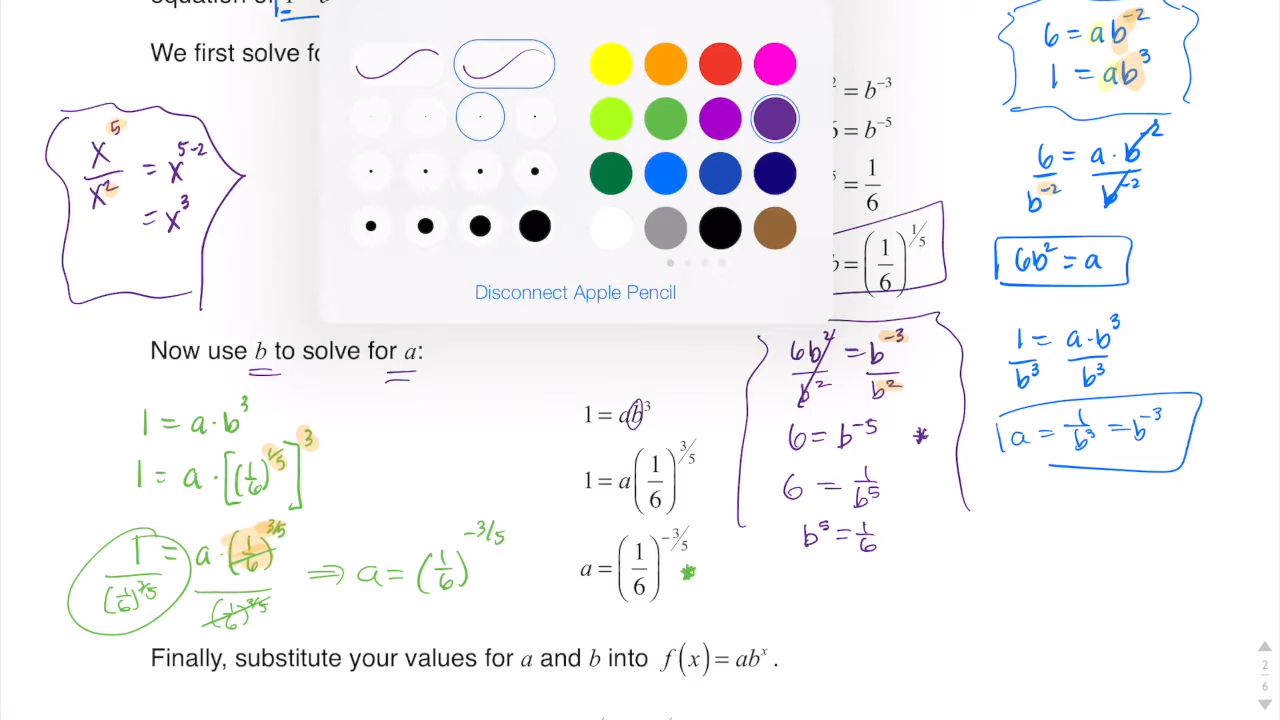 We first solve fo
x^5 / x^2 = x^{5-2}
= x^3
Disconnect Apple Pencil
= b^{-3}
= b^{-5}
= 1/6
b = (1/6)^{1/5}
6 = ab^{-2}
1 = ab^3
6 / b^{-2} = a · b^{-2} / b^{-2}
6b^2 = a
1 / b^3 = a · b^3 / b^3
a = 1/b^3 = b^{-3}
6b^2 / b^2 = b^{-3} / b^2
6 = b^{-5} *
6 = 1/b^5
b^5 = 1/6
Now use b to solve for a:
1 = a · b^3
1 = a · [(1/6)^{1/5}]^3
1 / (1/6)^{3/5} = a · (1/6)^{3/5} / (1/6)^{3/5} ⇒ a = (1/6)^{-3/5}
1 = ab^3
1 = a(1/6)^{3/5}
a = (1/6)^{-3/5} *
Finally, substitute your values for a and b into f(x) = ab^x.
2
6